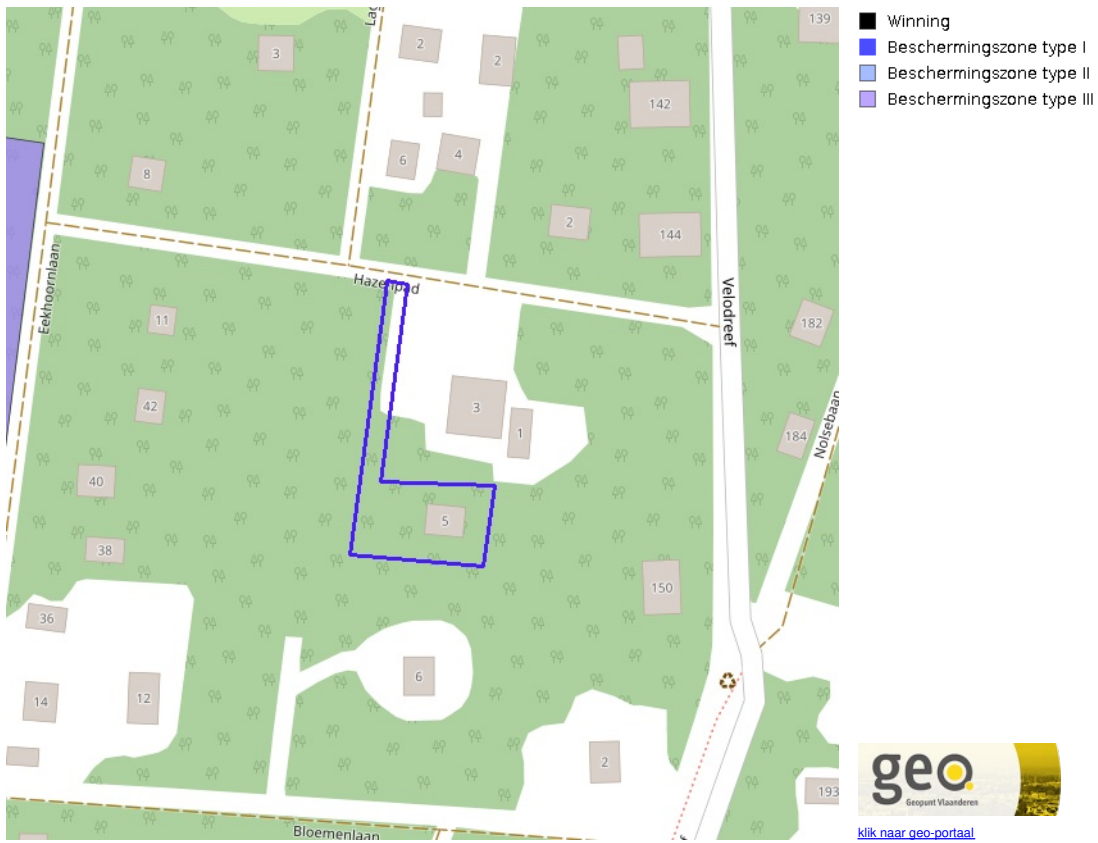 Winning
Beschermingszone type I
Beschermingszone type II
Beschermingszone type III
139
Lag
2
3
2
142
6
4
8
2
144
Eekhoornlaan
Hazenpad
Velodreef
11
182
42
3
1
184
Nolsebaan
40
5
38
150
36
6
14
12
2
193
Bloemenlaan
geo.
Geopunt Vlaanderen
klik naar geo-portaal